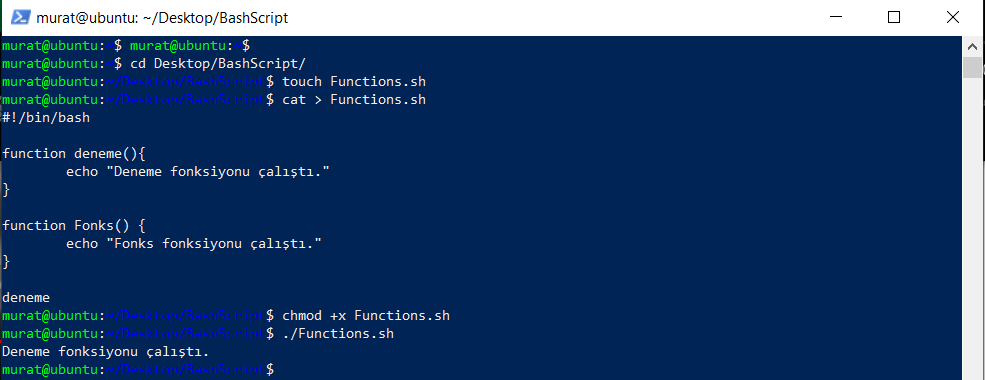 murat@ubuntu: ~/Desktop/BashScript
murat@ubuntu:~$ murat@ubuntu:~$
murat@ubuntu:~$ cd Desktop/BashScript/
murat@ubuntu:~/Desktop/BashScript$ touch Functions.sh
murat@ubuntu:~/Desktop/BashScript$ cat > Functions.sh
#!/bin/bash
function deneme(){
        echo "Deneme fonksiyonu çalıştı."
}
function Fonks() {
        echo "Fonks fonksiyonu çalıştı."
}
deneme
murat@ubuntu:~/Desktop/BashScript$ chmod +x Functions.sh
murat@ubuntu:~/Desktop/BashScript$ ./Functions.sh
Deneme fonksiyonu çalıştı.
murat@ubuntu:~/Desktop/BashScript$